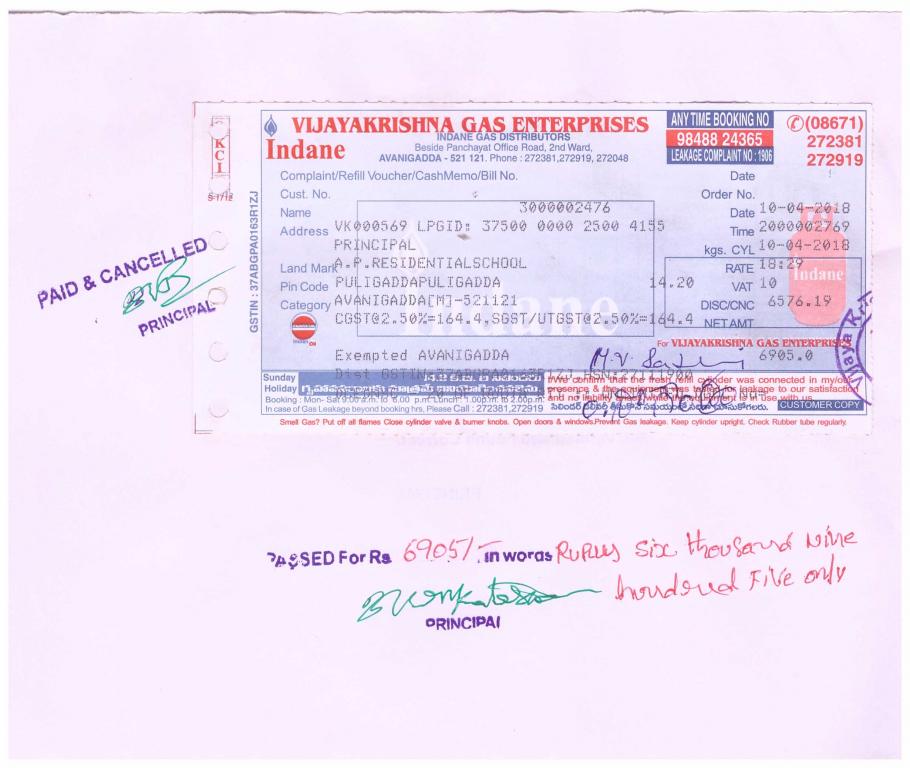 VIJAYAKRISHNA GAS ENTERPRISES
INDANE GAS DISTRIBUTORS
Indane
Beside Panchayat Office Road, 2nd Ward,
AVANIGADDA - 521 121. Phone : 272381,272919, 272048
ANY TIME BOOKING NO
98488 24365
LEAKAGE COMPLAINT NO : 1906
(08671)
272381
272919
KCI
S-1712
GSTIN : 37ABGPA0163R1ZJ
Complaint/Refill Voucher/CashMemo/Bill No. Date
Cust. No. Order No.
Name 3000002476 Date 10-04-2018
Address VK000569 LPGID: 37500 0000 2500 4155 Time 2000002769
PRINCIPAL kgs. CYL 10-04-2018
Land Mark A.P.RESIDENTIALSCHOOL RATE 18:29
Pin Code PULIGADDAPULIGADDA 14.20 VAT 10
Category AVANIGADDA[M]-521121 DISC/CNC 6576.19
CGST@2.50%=164.4.SGST/UTGST@2.50%=164.4 NET AMT
Indane
For VIJAYAKRISHNA GAS ENTERPRISES
Exempted AVANIGADDA 6905.0
Sunday
Holiday
HSN:27111900
I/We confirm that the fresh refill cylinder was connected in my/our
presence & the equipment was tested for leakage to our satisfaction
and no liability
while the equipment is in use with us
Booking : Mon- Sat 9.00 a.m. to 6.00 p.m Lunch- 1.00p.m. to 2.00p.m.
In case of Gas Leakage beyond booking hrs, Please Call : 272381,272919
CUSTOMER COPY
Smell Gas? Put off all flames Close cylinder valve & burner knobs. Open doors & windows.Prevent Gas leakage. Keep cylinder upright. Check Rubber tube regularly.
PAID & CANCELLED
PRINCIPAL
PASSED For Rs 6905/- in words Rupees six thousand Nine
hundred Five only
PRINCIPAL